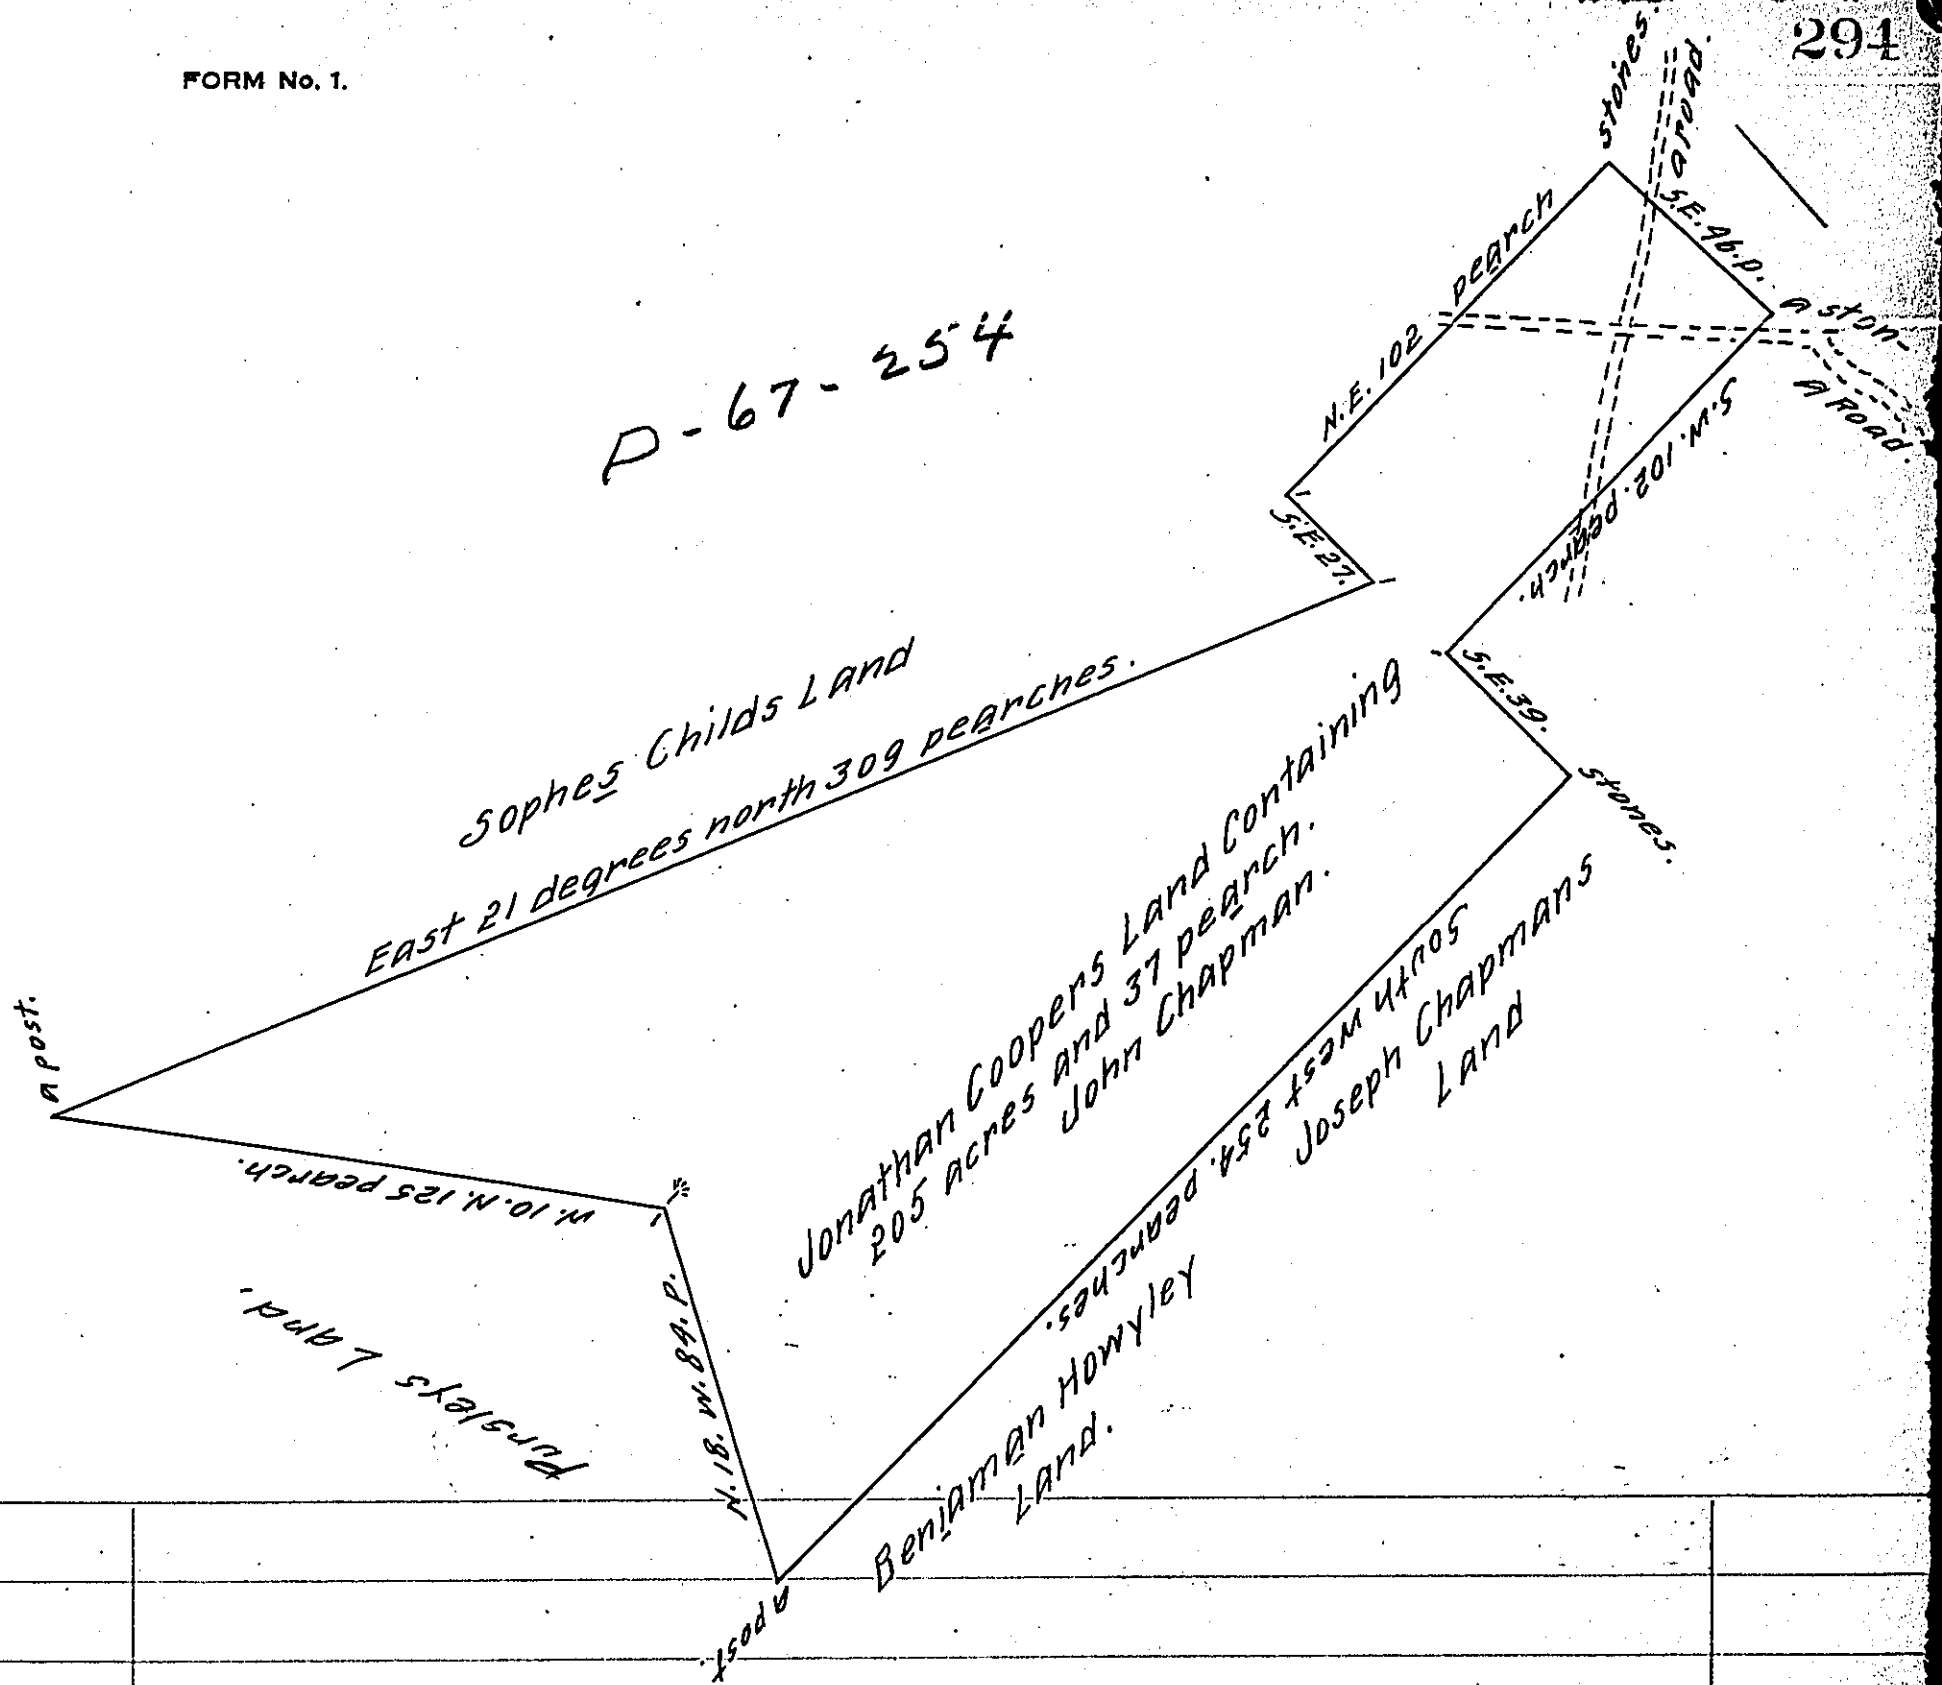 294
FORM No. 1.
stones.
a road.
S.E. 46. p.
a ston-
A Road.
N.E. 102 pearch
S.W. 102. pearch.
P-67-254
S.E. 27.
S.E. 39.
stones.
Sophes Childs Land
East 21 degrees north 309 pearches.
Jonathan Coopers Land Containing
205 acres and 37 pearch.
John Chapman.
South west 254. pearches.
Joseph Chapmans
Land
a post.
W. 10. N. 125 pearch.
Pursleys Land.
N. 18. W. 84. P.
Benjaman Howyley
Land.
a post.